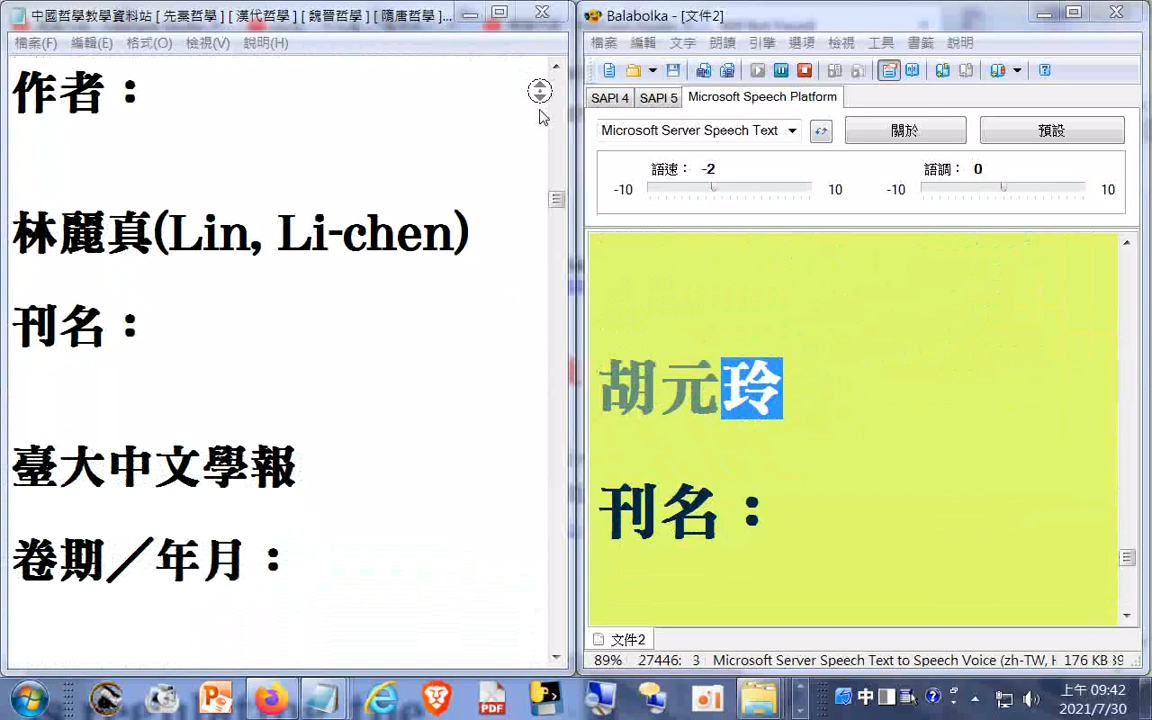 中國哲學教學資料站 [ 先秦哲學 ] [ 漢代哲學 ] [ 魏晉哲學 ] [ 隋唐哲學 ]...
檔案(F) 編輯(E) 格式(O) 檢視(V) 說明(H)
作者：
林麗真(Lin, Li-chen)
刊名：
臺大中文學報
卷期／年月：
Balabolka - [文件2]
檔案 編輯 文字 朗讀 引擎 選項 檢視 工具 書籤 說明
SAPI 4 SAPI 5 Microsoft Speech Platform
Microsoft Server Speech Text 關於 預設
語速： -2 語調： 0
-10 10 -10 10
胡元玲
刊名：
文件2
89% 27446: 3 Microsoft Server Speech Text to Speech Voice (zh-TW, H 176 KB
中
上午 09:42
2021/7/30